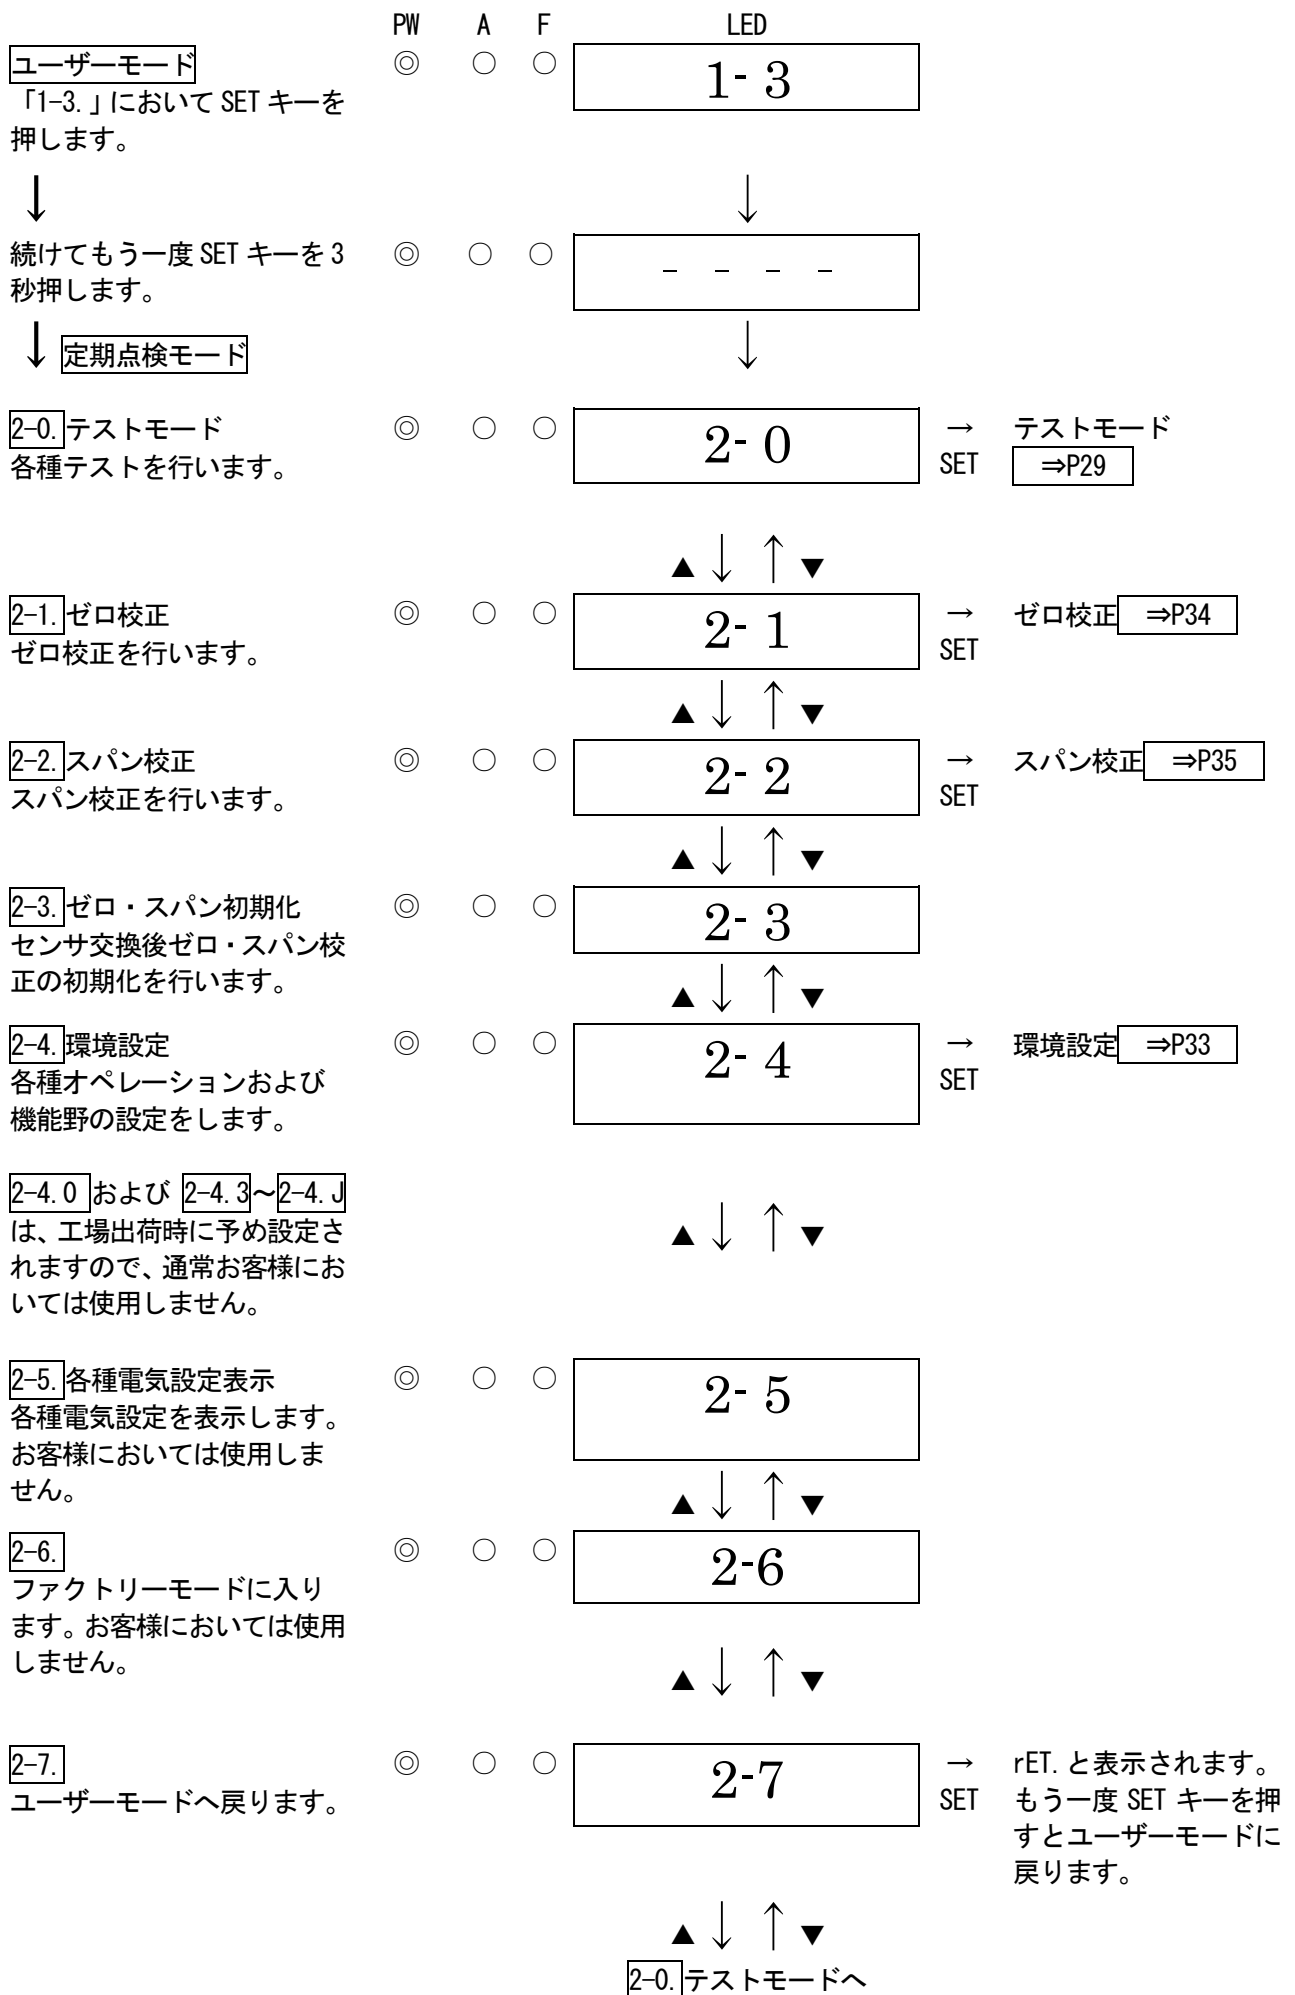 PW A F LED
ユーザーモード ◎ ○ ○ 1- 3
「1-3.」において SET キーを
押します。
↓ ↓
続けてもう一度 SET キーを 3 ◎ ○ ○ - - - -
秒押します。
↓ 定期点検モード ↓
2-0. テストモード ◎ ○ ○ 2- 0 → テストモード
各種テストを行います。 SET ⇒P29
▲ ↓ ↑ ▼
2-1. ゼロ校正 ◎ ○ ○ 2- 1 → ゼロ校正 ⇒P34
ゼロ校正を行います。 SET
▲ ↓ ↑ ▼
2-2. スパン校正 ◎ ○ ○ 2- 2 → スパン校正 ⇒P35
スパン校正を行います。 SET
▲ ↓ ↑ ▼
2-3. ゼロ・スパン初期化 ◎ ○ ○ 2- 3
センサ交換後ゼロ・スパン校
正の初期化を行います。
▲ ↓ ↑ ▼
2-4. 環境設定 ◎ ○ ○ 2- 4 → 環境設定 ⇒P33
各種オペレーションおよび SET
機能野の設定をします。
2-4.0 および 2-4.3～2-4.J
は、工場出荷時に予め設定さ ▲ ↓ ↑ ▼
れますので、通常お客様にお
いては使用しません。
2-5. 各種電気設定表示 ◎ ○ ○ 2- 5
各種電気設定を表示します。
お客様においては使用しま
せん。
▲ ↓ ↑ ▼
2-6. ◎ ○ ○ 2-6
ファクトリーモードに入り
ます。お客様においては使用
しません。
▲ ↓ ↑ ▼
2-7. ◎ ○ ○ 2-7 → rET. と表示されます。
ユーザーモードへ戻ります。 SET もう一度 SET キーを押
すとユーザーモードに
戻ります。
▲ ↓ ↑ ▼
2-0. テストモードへ